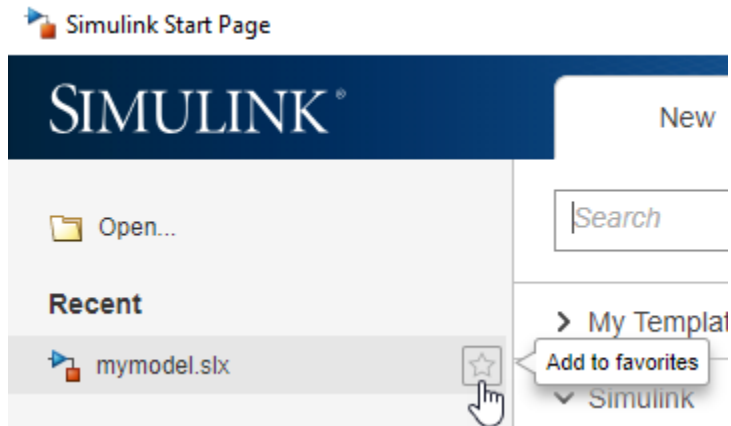 Simulink Start Page
SIMULINK®
New
Open...
Search
Recent
My Templat
mymodel.slx
Add to favorites
Simulink